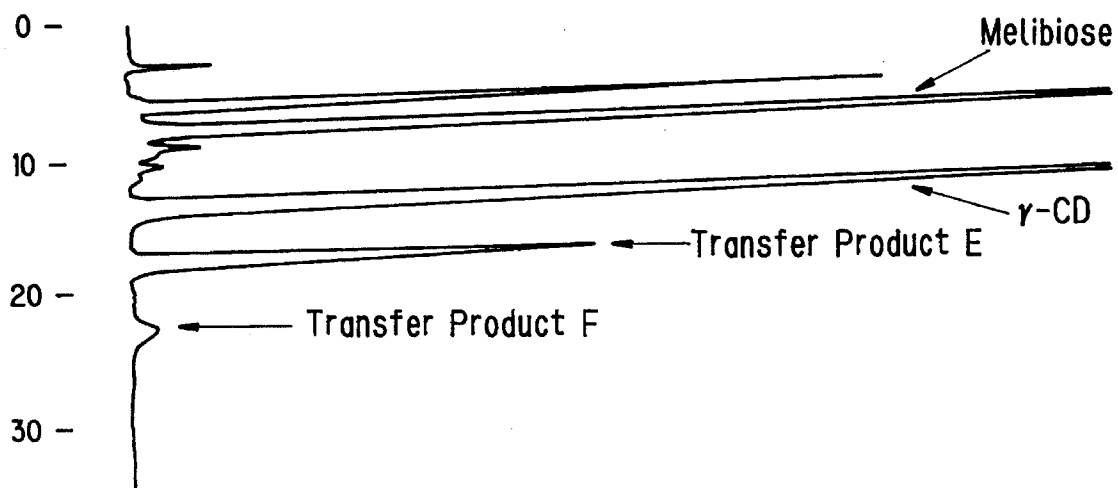 0 –
Melibiose
10 –
γ-CD
Transfer Product E
20 –
Transfer Product F
30 –